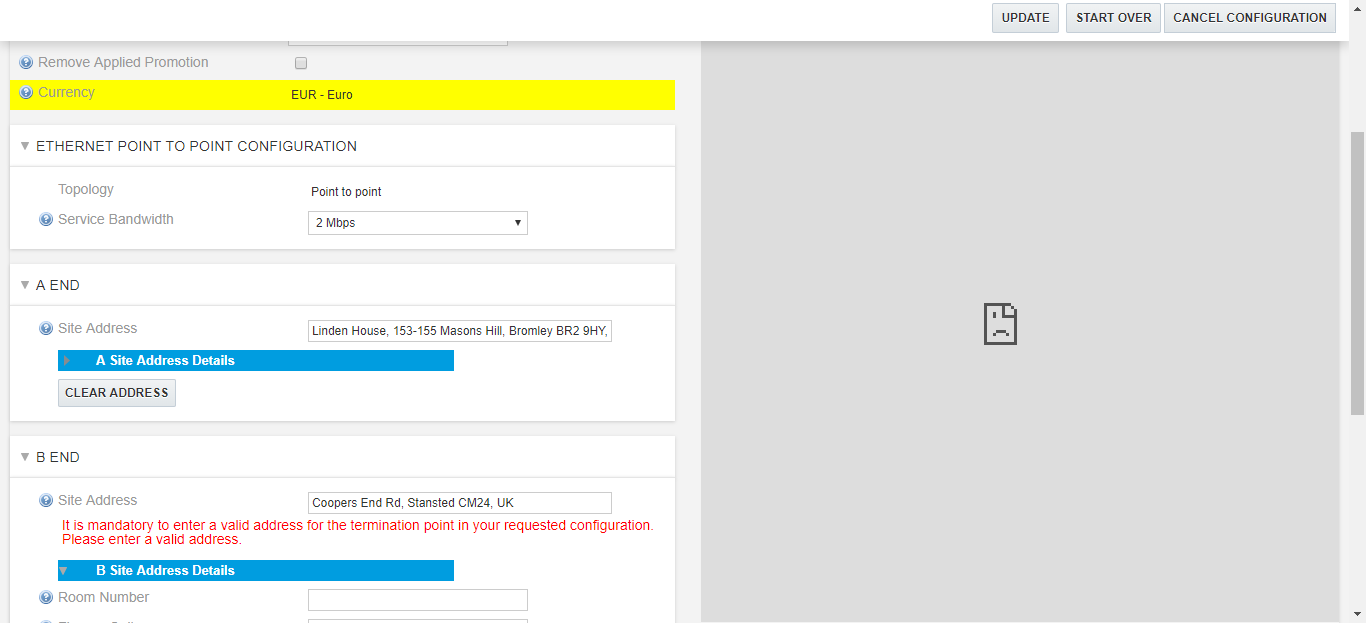 UPDATE START OVER CANCEL CONFIGURATION
Remove Applied Promotion
Currency EUR - Euro
ETHERNET POINT TO POINT CONFIGURATION
Topology Point to point
Service Bandwidth 2 Mbps
A END
Site Address Linden House, 153-155 Masons Hill, Bromley BR2 9HY,
A Site Address Details
CLEAR ADDRESS
B END
Site Address Coopers End Rd, Stansted CM24, UK
It is mandatory to enter a valid address for the termination point in your requested configuration.
Please enter a valid address.
B Site Address Details
Room Number